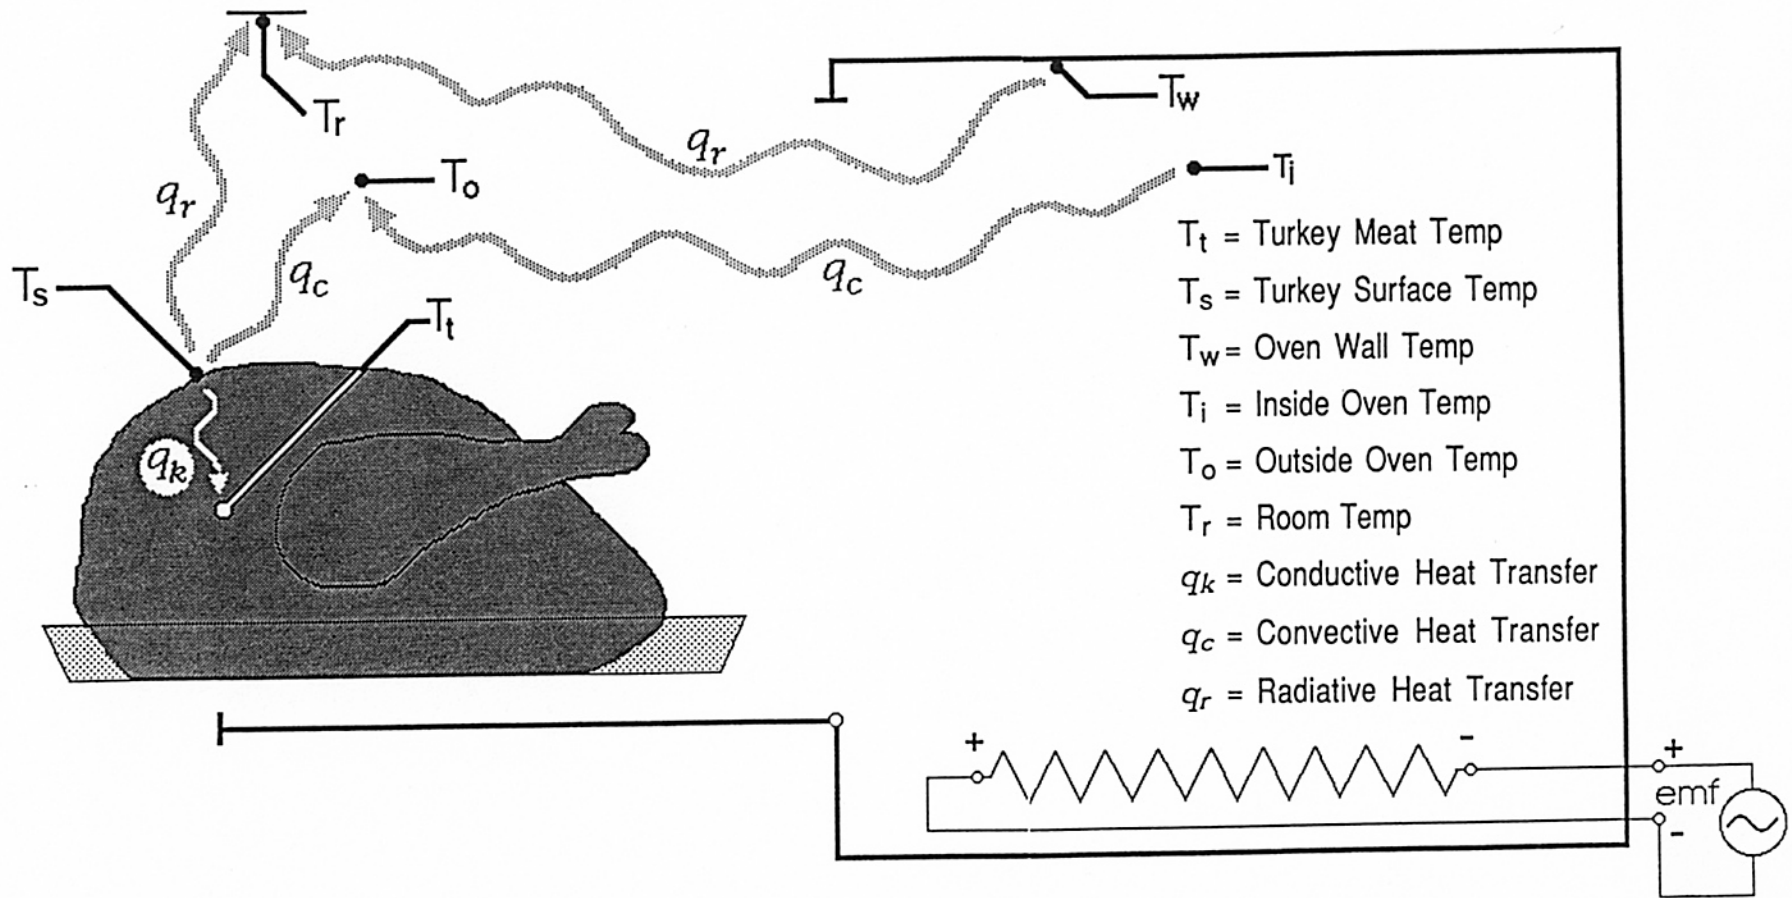 Tr
Tw
qr
Ti
To
qr
qc
qc
Ts
Tt
qk
Tt = Turkey Meat Temp
Ts = Turkey Surface Temp
Tw = Oven Wall Temp
Ti = Inside Oven Temp
To = Outside Oven Temp
Tr = Room Temp
qk = Conductive Heat Transfer
qc = Convective Heat Transfer
qr = Radiative Heat Transfer
+ -
+
emf
-